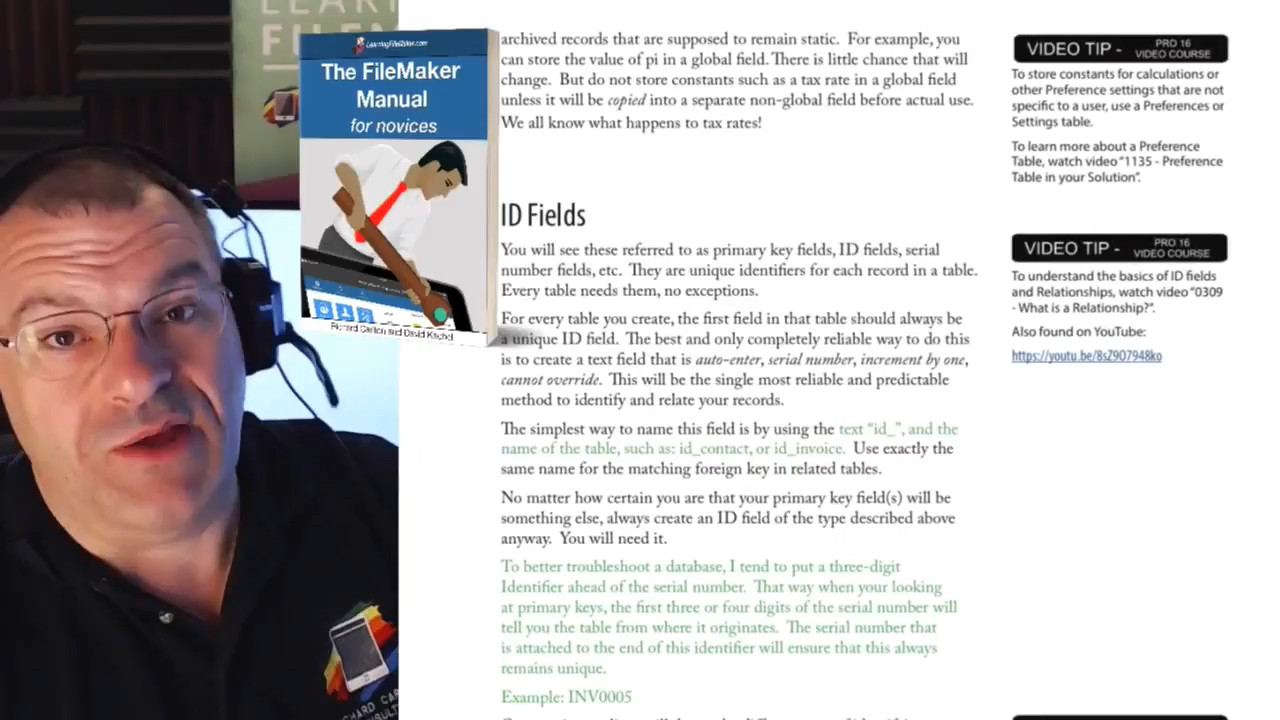 LEARN
FILEM
LearningFileMaker.com
The FileMaker
Manual
for novices
Richard Carlton and David Kachel
archived records that are supposed to remain static. For example, you
can store the value of pi in a global field. There is little chance that will
change. But do not store constants such as a tax rate in a global field
unless it will be copied into a separate non-global field before actual use.
We all know what happens to tax rates!
ID Fields
You will see these referred to as primary key fields, ID fields, serial
number fields, etc. They are unique identifiers for each record in a table.
Every table needs them, no exceptions.
For every table you create, the first field in that table should always be
a unique ID field. The best and only completely reliable way to do this
is to create a text field that is auto-enter, serial number, increment by one,
cannot override. This will be the single most reliable and predictable
method to identify and relate your records.
The simplest way to name this field is by using the text “id_”, and the
name of the table, such as: id_contact, or id_invoice. Use exactly the
same name for the matching foreign key in related tables.
No matter how certain you are that your primary key field(s) will be
something else, always create an ID field of the type described above
anyway. You will need it.
To better troubleshoot a database, I tend to put a three-digit
Identifier ahead of the serial number. That way when your looking
at primary keys, the first three or four digits of the serial number will
tell you the table from where it originates. The serial number that
is attached to the end of this identifier will ensure that this always
remains unique.
Example: INV0005
VIDEO TIP - PRO 16 VIDEO COURSE
To store constants for calculations or
other Preference settings that are not
specific to a user, use a Preferences or
Settings table.
To learn more about a Preference
Table, watch video “1135 - Preference
Table in your Solution”.
VIDEO TIP - PRO 16 VIDEO COURSE
To understand the basics of ID fields
and Relationships, watch video “0309
- What is a Relationship?”.
Also found on YouTube:
https://youtu.be/8sZ9O7948ko